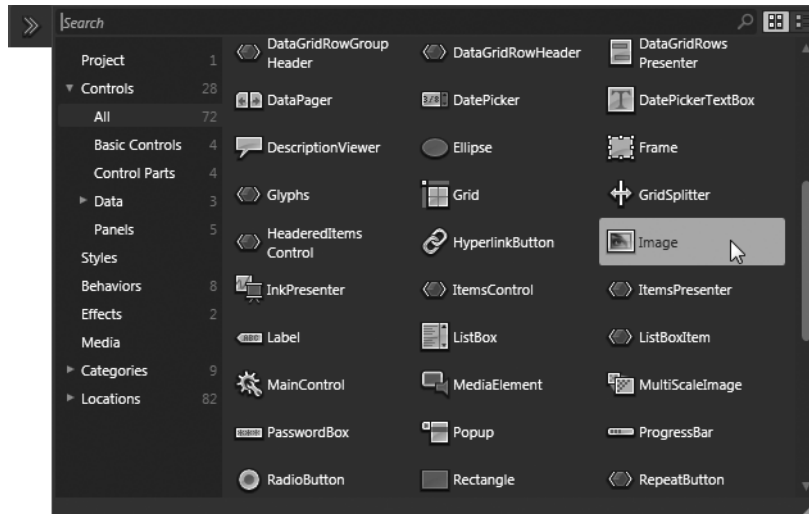 Search
Project 1
Controls 28
All 72
Basic Controls 4
Control Parts 4
Data 3
Panels 5
Styles
Behaviors 8
Effects 2
Media
Categories 9
Locations 82
DataGridRowGroup
Header
DataGridRowHeader
DataGridRows
Presenter
DataPager
DatePicker
DatePickerTextBox
DescriptionViewer
Ellipse
Frame
Glyphs
Grid
GridSplitter
HeaderedItems
Control
HyperlinkButton
Image
InkPresenter
ItemsControl
ItemsPresenter
Label
ListBox
ListBoxItem
MainControl
MediaElement
MultiScaleImage
PasswordBox
Popup
ProgressBar
RadioButton
Rectangle
RepeatButton